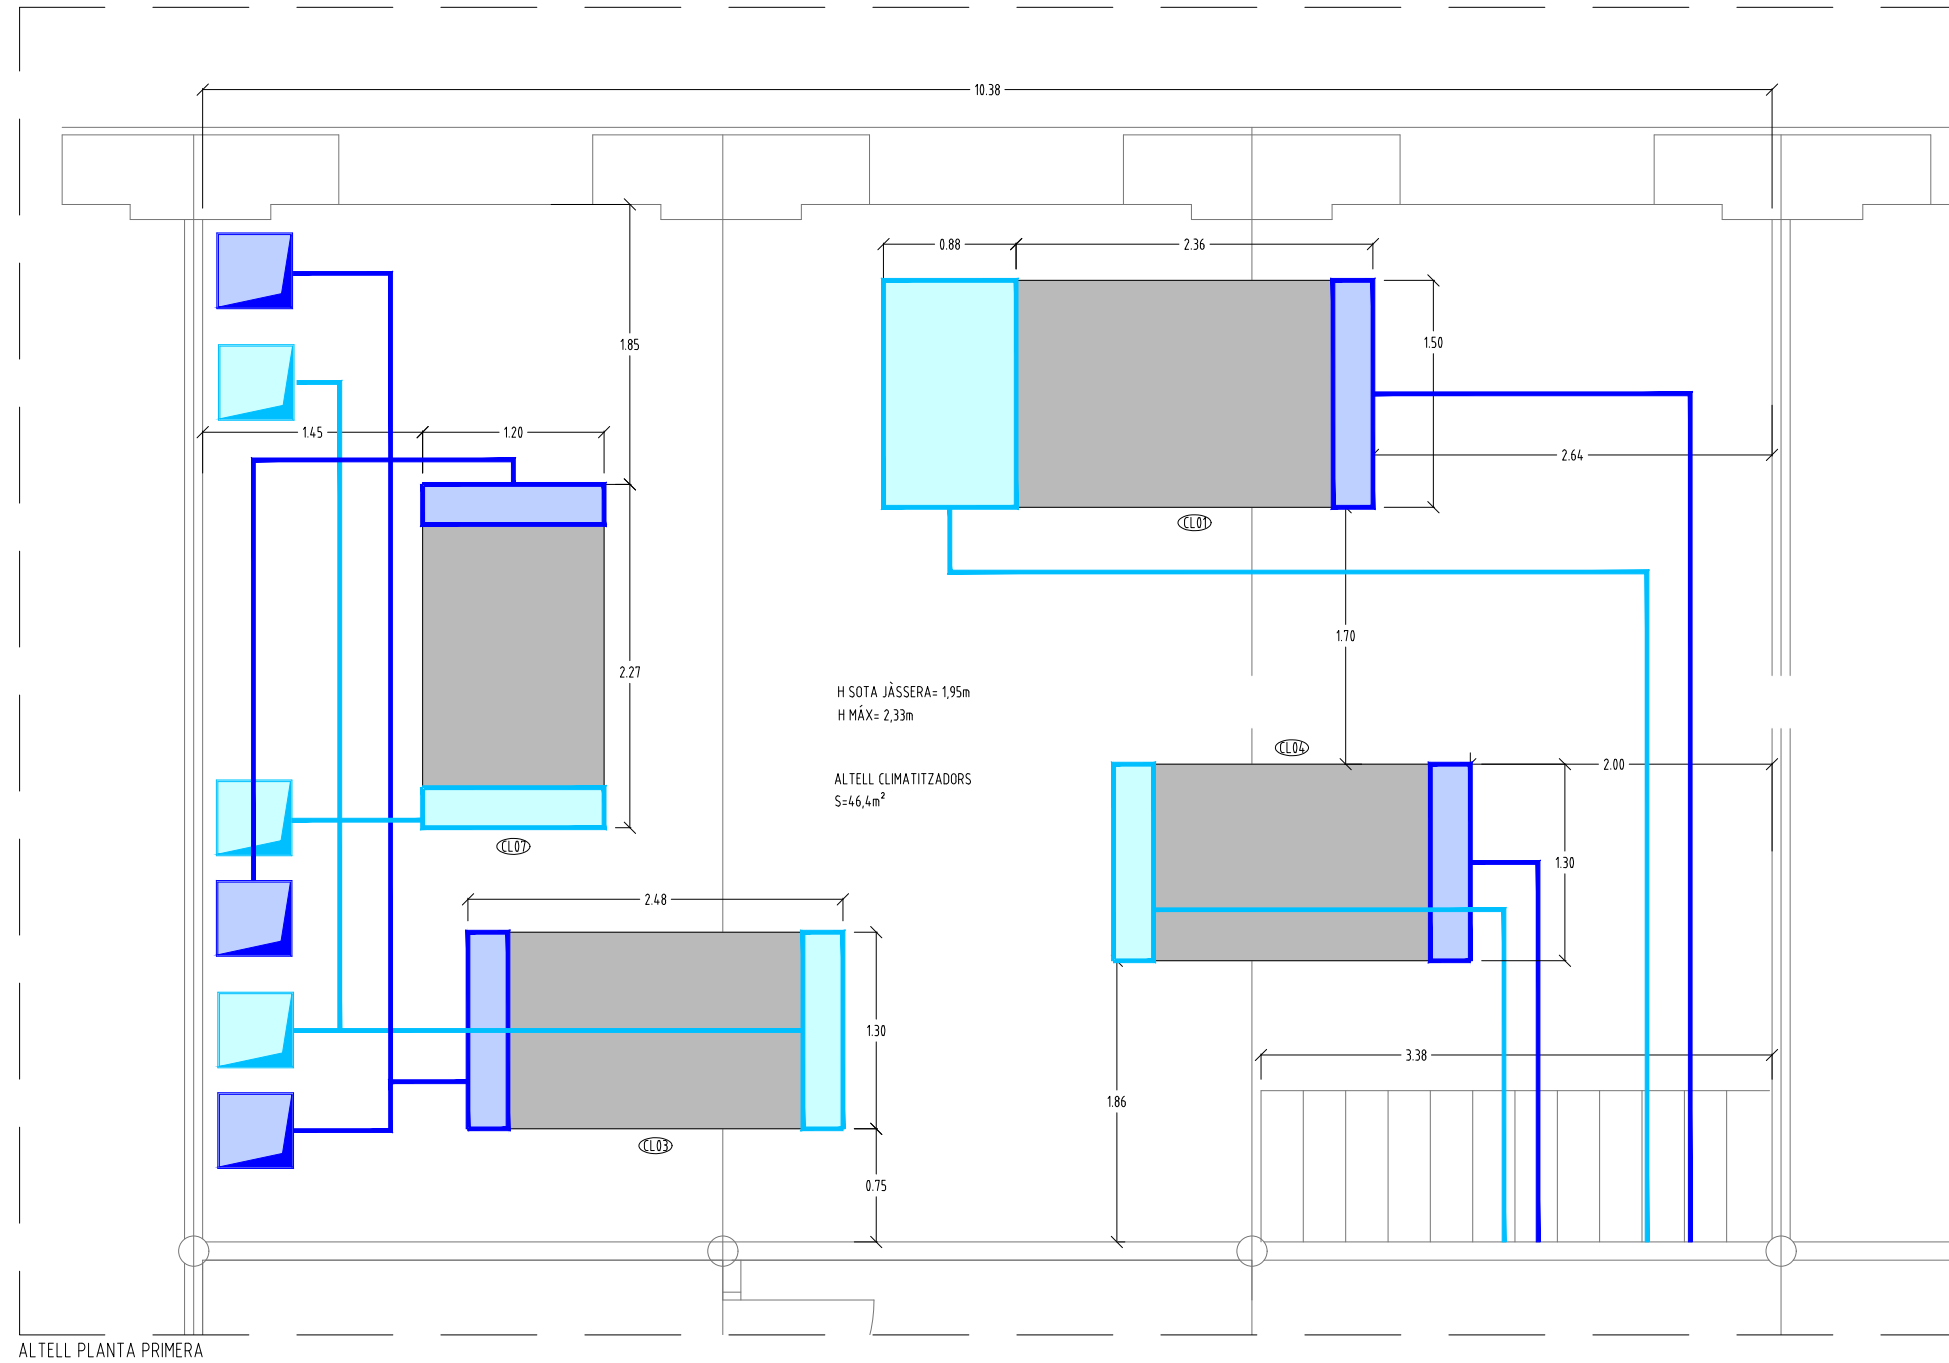 10.38
0.88
2.36
1.85
1.50
1.45
1.20
2.64
CL01
1.70
2.27
H SOTA JÀSSERA= 1,95m
H MÁX= 2,33m
CL04
2.00
ALTELL CLIMATITZADORS
S=46,4m²
CL07
1.30
2.48
1.30
3.38
1.86
CL03
0.75
ALTELL PLANTA PRIMERA